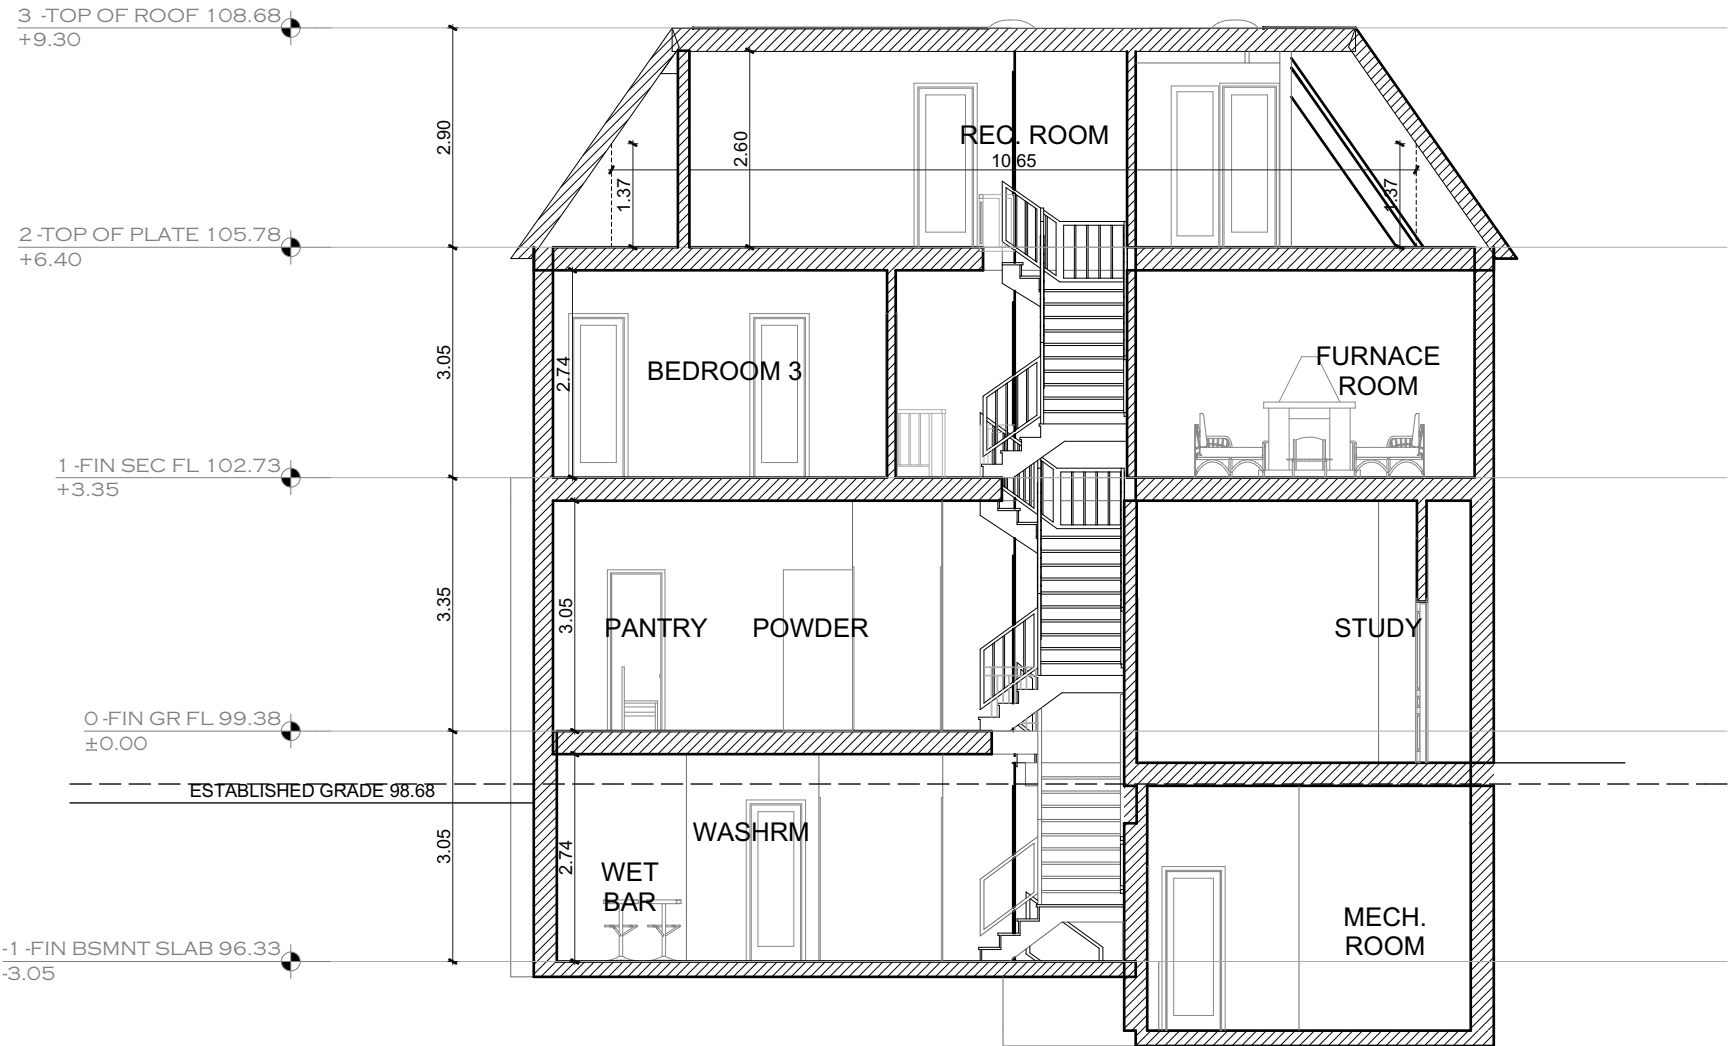 3 -TOP OF ROOF 108.68
+9.30
2.90
2.60
REC. ROOM
10.65
1.37
1.37
2 -TOP OF PLATE 105.78
+6.40
3.05
2.74
BEDROOM 3
FURNACE
ROOM
1 -FIN SEC FL 102.73
+3.35
3.35
3.05
PANTRY
POWDER
STUDY
0 -FIN GR FL 99.38
±0.00
ESTABLISHED GRADE 98.68
3.05
2.74
WASHRM
WET
BAR
MECH.
ROOM
-1 -FIN BSMNT SLAB 96.33
-3.05